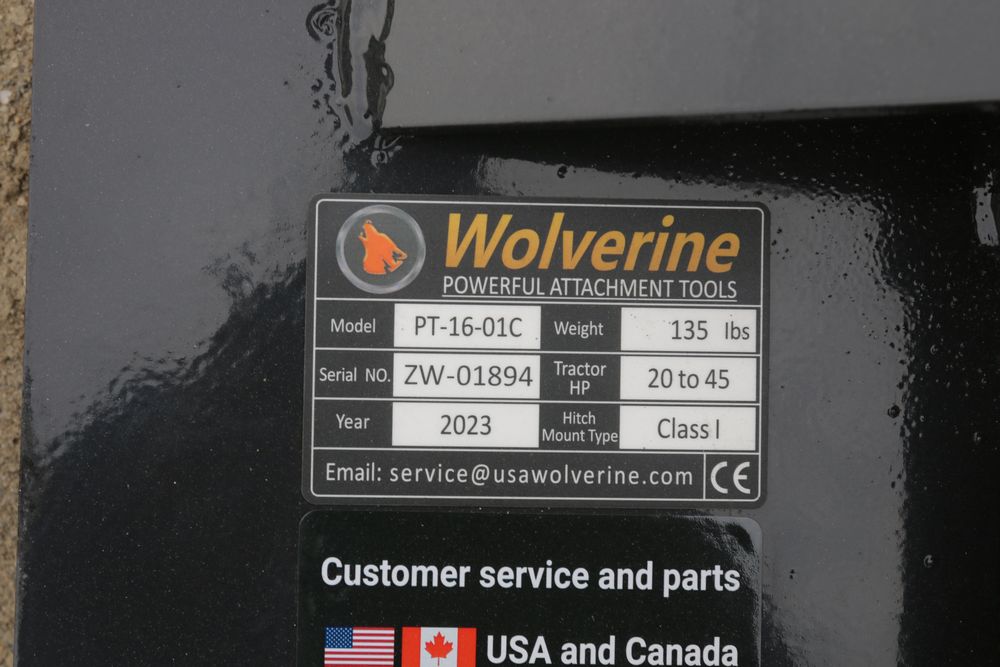 Wolverine
POWERFUL ATTACHMENT TOOLS
Model PT-16-01C Weight 135 lbs
Serial NO. ZW-01894 Tractor HP 20 to 45
Year 2023 Hitch Mount Type Class I
Email: service@usawolverine.com CE
Customer service and parts
USA and Canada